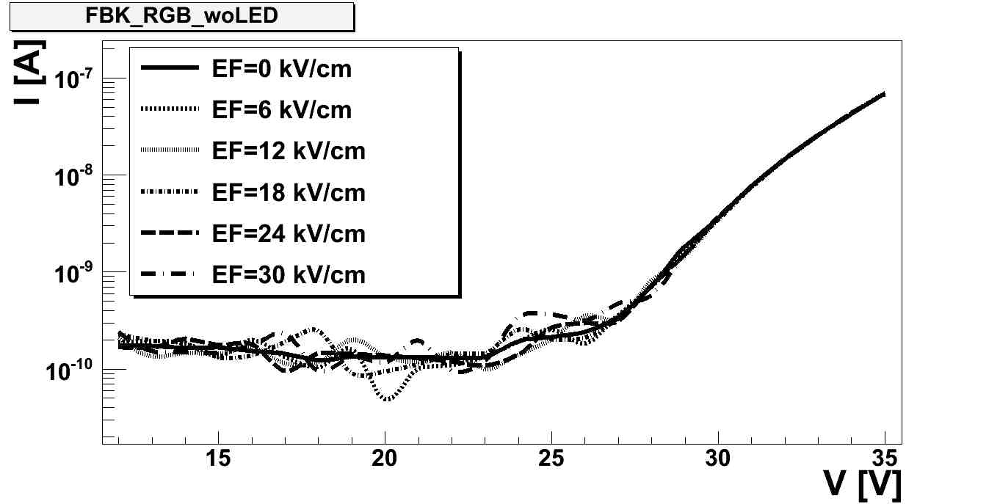 FBK_RGB_woLED
I [A]
10-7
10-8
10-9
10-10
EF=0 kV/cm
EF=6 kV/cm
EF=12 kV/cm
EF=18 kV/cm
EF=24 kV/cm
EF=30 kV/cm
15 20 25 30 35
V [V]